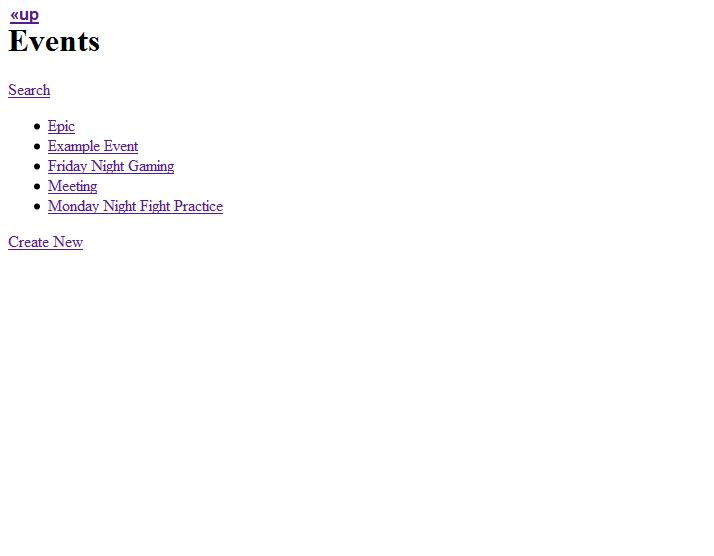 «up
Events
Search
Epic
Example Event
Friday Night Gaming
Meeting
Monday Night Fight Practice
Create New